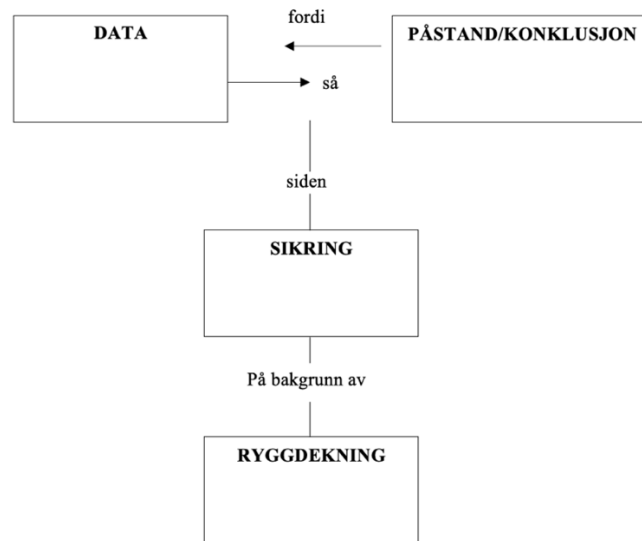 fordi
DATA
PÅSTAND/KONKLUSJON
så
siden
SIKRING
På bakgrunn av
RYGGDEKNING